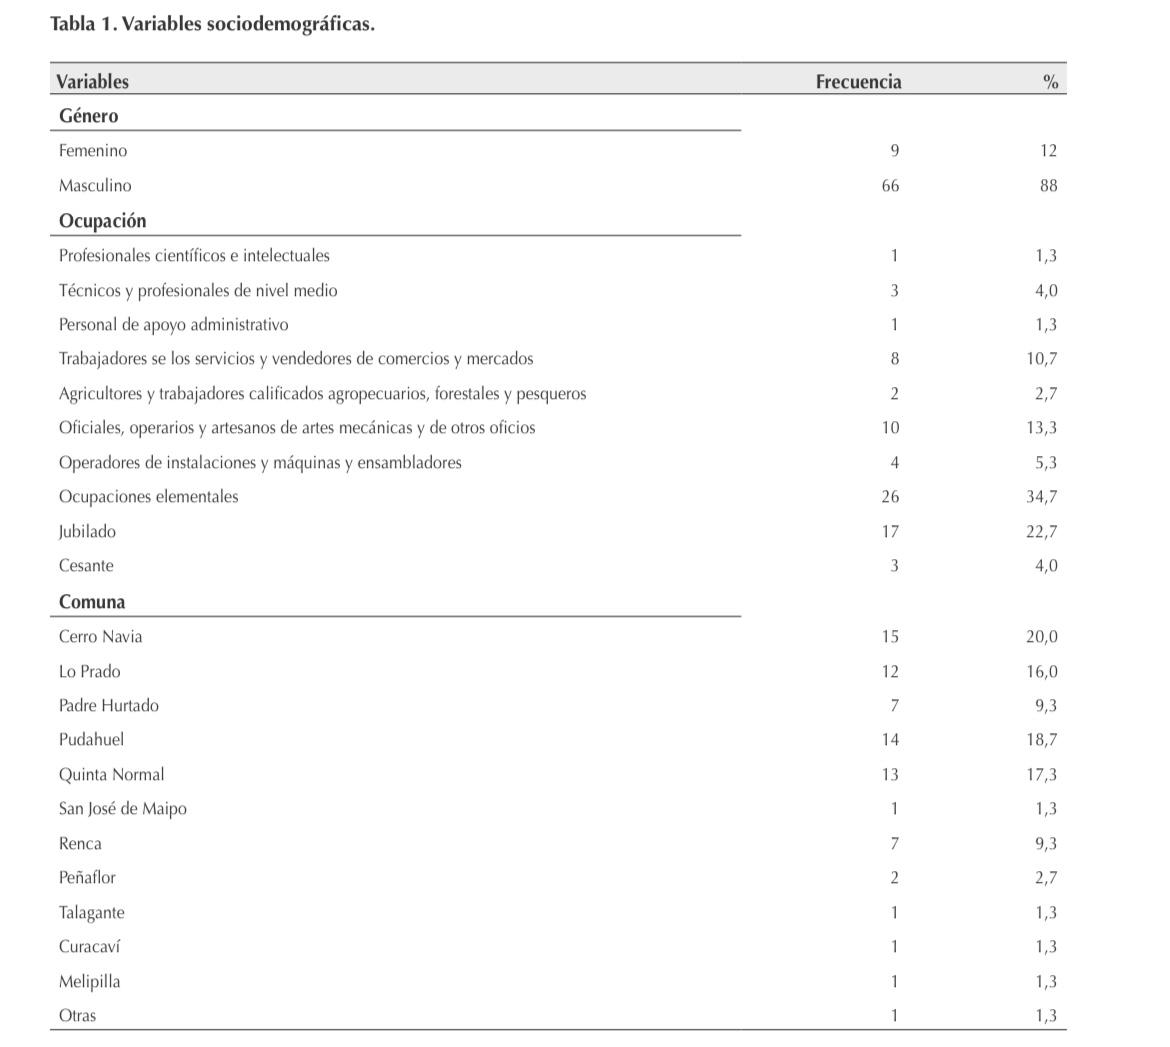 Tabla 1. Variables sociodemográficas.
Variables Frecuencia %
Género
Femenino 9 12
Masculino 66 88
Ocupación
Profesionales científicos e intelectuales 1 1,3
Técnicos y profesionales de nivel medio 3 4,0
Personal de apoyo administrativo 1 1,3
Trabajadores se los servicios y vendedores de comercios y mercados 8 10,7
Agricultores y trabajadores calificados agropecuarios, forestales y pesqueros 2 2,7
Oficiales, operarios y artesanos de artes mecánicas y de otros oficios 10 13,3
Operadores de instalaciones y máquinas y ensambladores 4 5,3
Ocupaciones elementales 26 34,7
Jubilado 17 22,7
Cesante 3 4,0
Comuna
Cerro Navia 15 20,0
Lo Prado 12 16,0
Padre Hurtado 7 9,3
Pudahuel 14 18,7
Quinta Normal 13 17,3
San José de Maipo 1 1,3
Renca 7 9,3
Peñaflor 2 2,7
Talagante 1 1,3
Curacaví 1 1,3
Melipilla 1 1,3
Otras 1 1,3